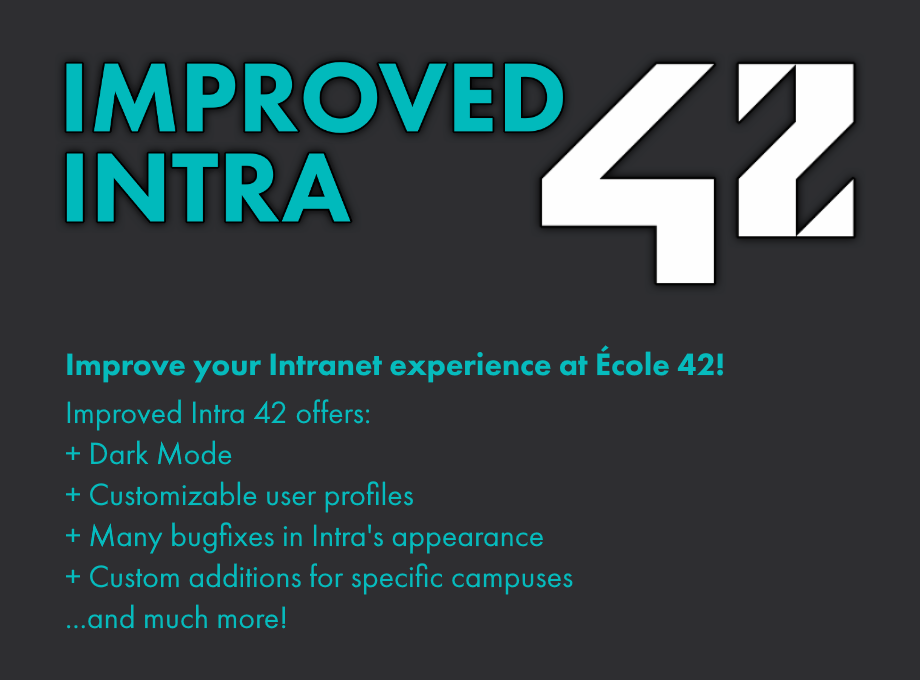 IMPROVED
INTRA
42
Improve your Intranet experience at École 42!
Improved Intra 42 offers:
+ Dark Mode
+ Customizable user profiles
+ Many bugfixes in Intra's appearance
+ Custom additions for specific campuses
...and much more!